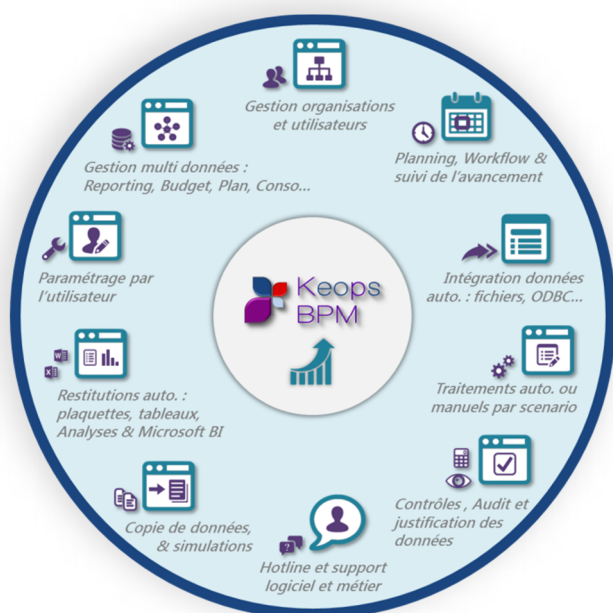 Gestion organisations
et utilisateurs
Planning, Workflow &
suivi de l'avancement
Intégration données
auto. : fichiers, ODBC...
Traitements auto. ou
manuels par scenario
Contrôles , Audit et
justification des
données
Hotline et support
logiciel et métier
Copie de données,
& simulations
Restitutions auto. :
plaquettes, tableaux,
Analyses & Microsoft BI
Paramétrage par
l'utilisateur
Gestion multi données :
Reporting, Budget, Plan, Conso...
Keops
BPM
W
X
?